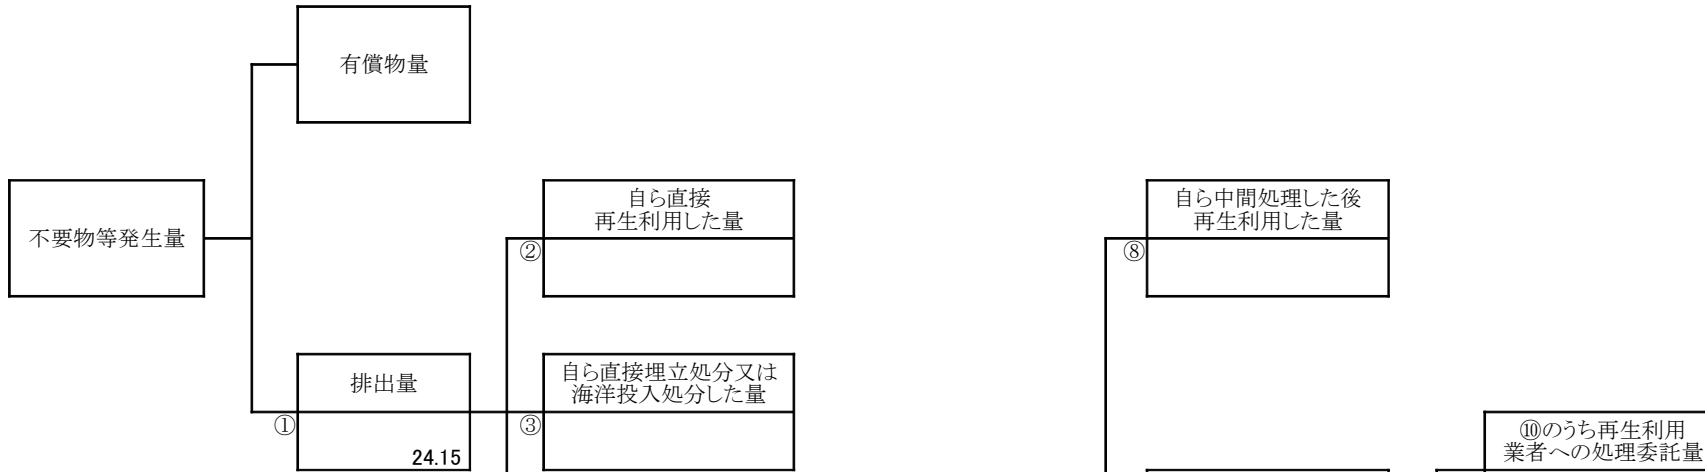 有償物量
不要物等発生量
自ら直接
再生利用した量
②
自ら中間処理した後
再生利用した量
⑧
排出量
①
24.15
自ら直接埋立処分又は
海洋投入処分した量
③
⑩のうち再生利用
業者への処理委託量